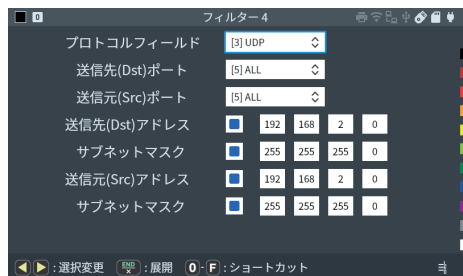 0 フィルター 4
プロトコルフィールド [3] UDP
送信先(Dst)ポート [5] ALL
送信元(Src)ポート [5] ALL
送信先(Dst)アドレス 192 168 2 0
サブネットマスク 255 255 255 0
送信元(Src)アドレス 192 168 2 0
サブネットマスク 255 255 255 0
:選択変更 END × :展開 0-F:ショートカット